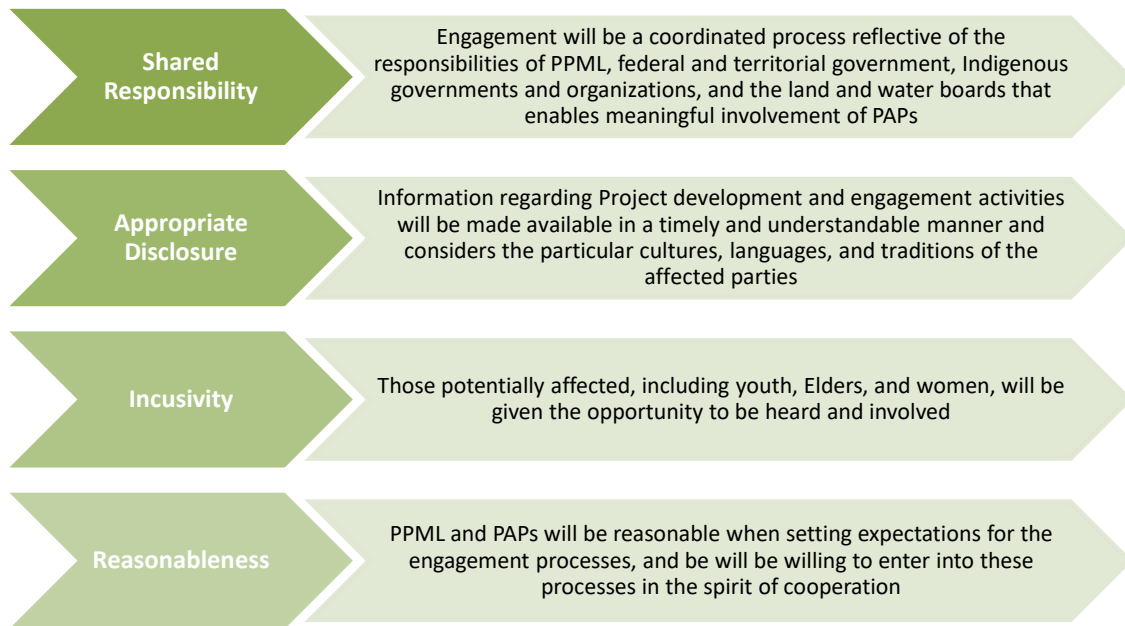 Shared
Responsibility
Engagement will be a coordinated process reflective of the
responsibilities of PPML, federal and territorial government, Indigenous
governments and organizations, and the land and water boards that
enables meaningful involvement of PAPs
Appropriate
Disclosure
Information regarding Project development and engagement activities
will be made available in a timely and understandable manner and
considers the particular cultures, languages, and traditions of the
affected parties
Incusivity
Those potentially affected, including youth, Elders, and women, will be
given the opportunity to be heard and involved
Reasonableness
PPML and PAPs will be reasonable when setting expectations for the
engagement processes, and be will be willing to enter into these
processes in the spirit of cooperation